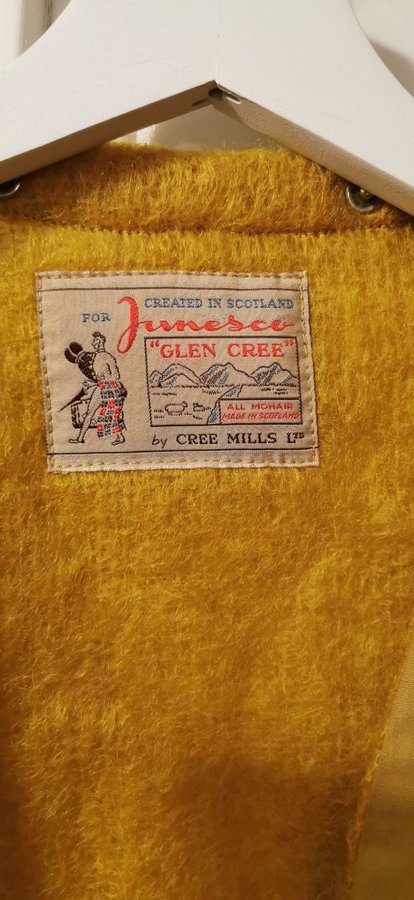 CREATED IN SCOTLAND
FOR Junesco
"GLEN CREE"
ALL MOHAIR
MADE IN SCOTLAND
by CREE MILLS LTD